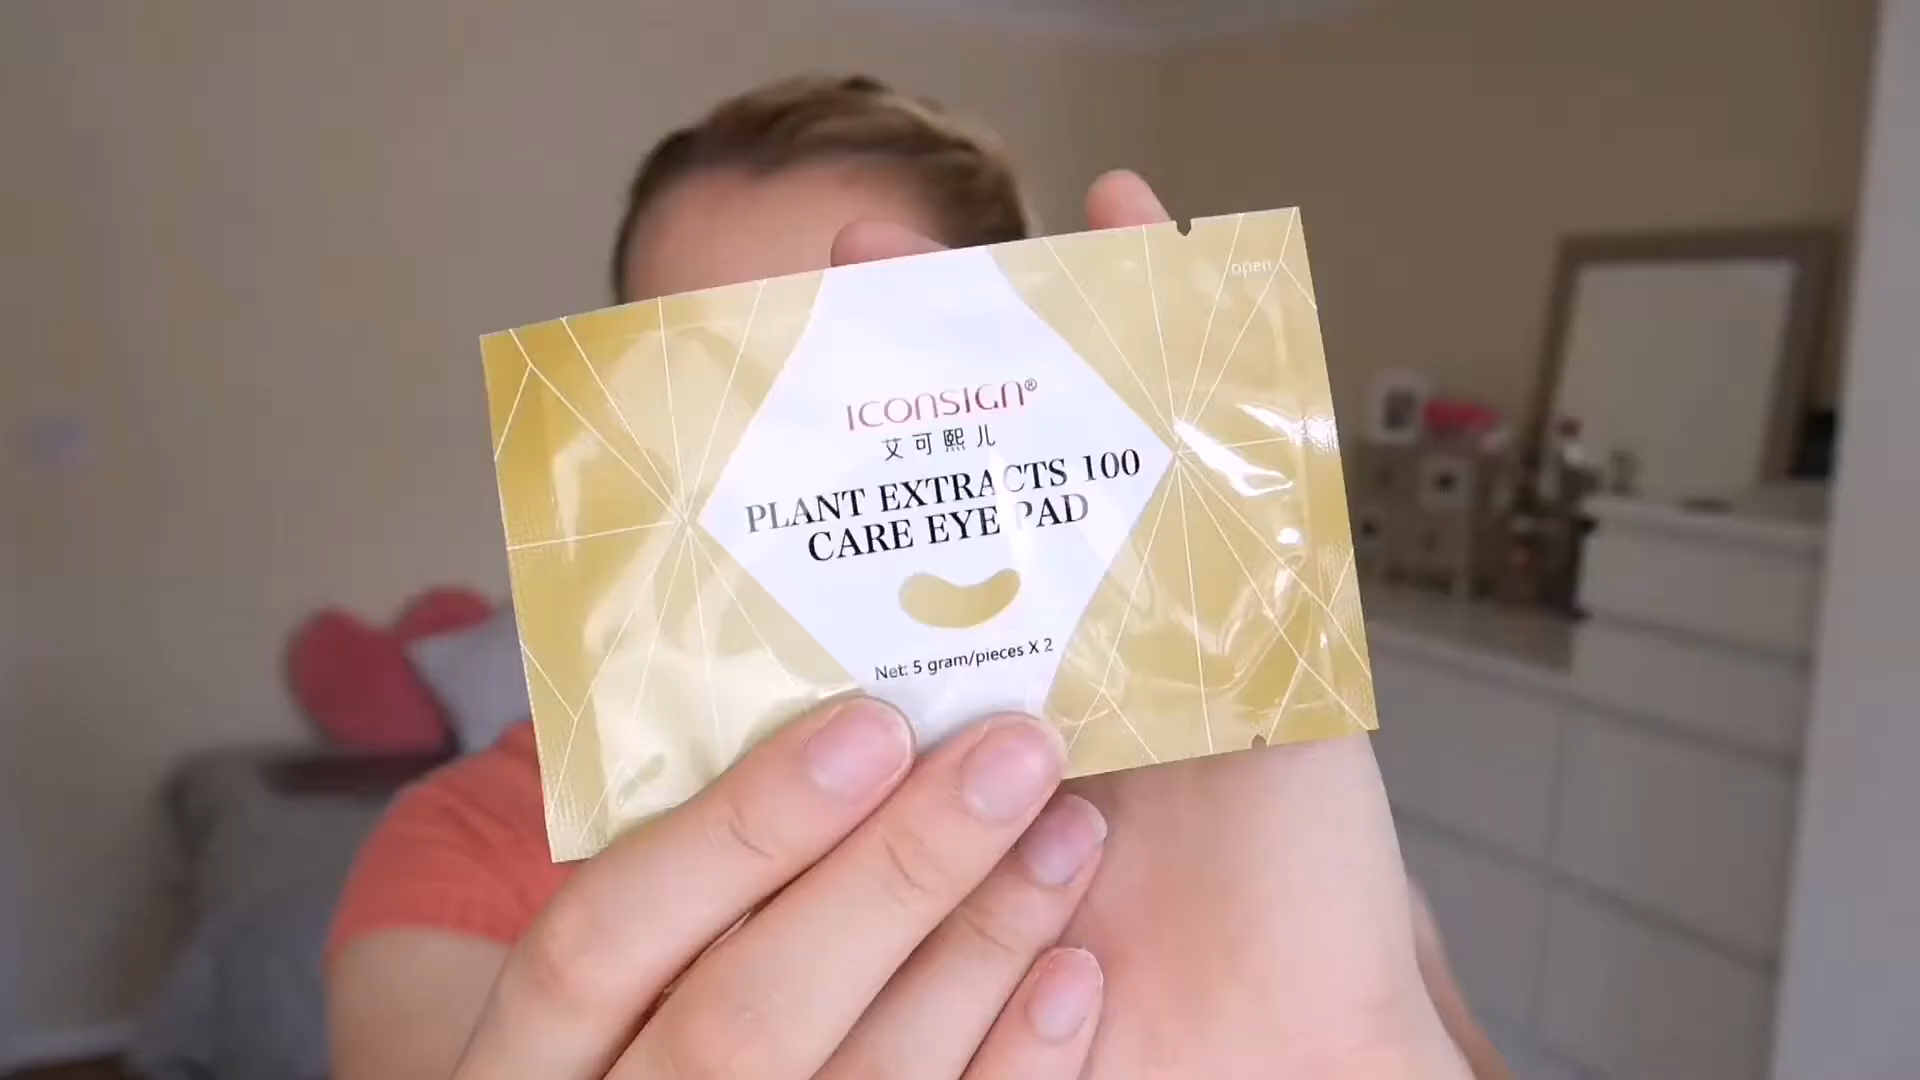 open
ICONSIGN®
艾可熙儿
PLANT EXTRACTS 100
CARE EYE PAD
Net: 5 gram/pieces X 2